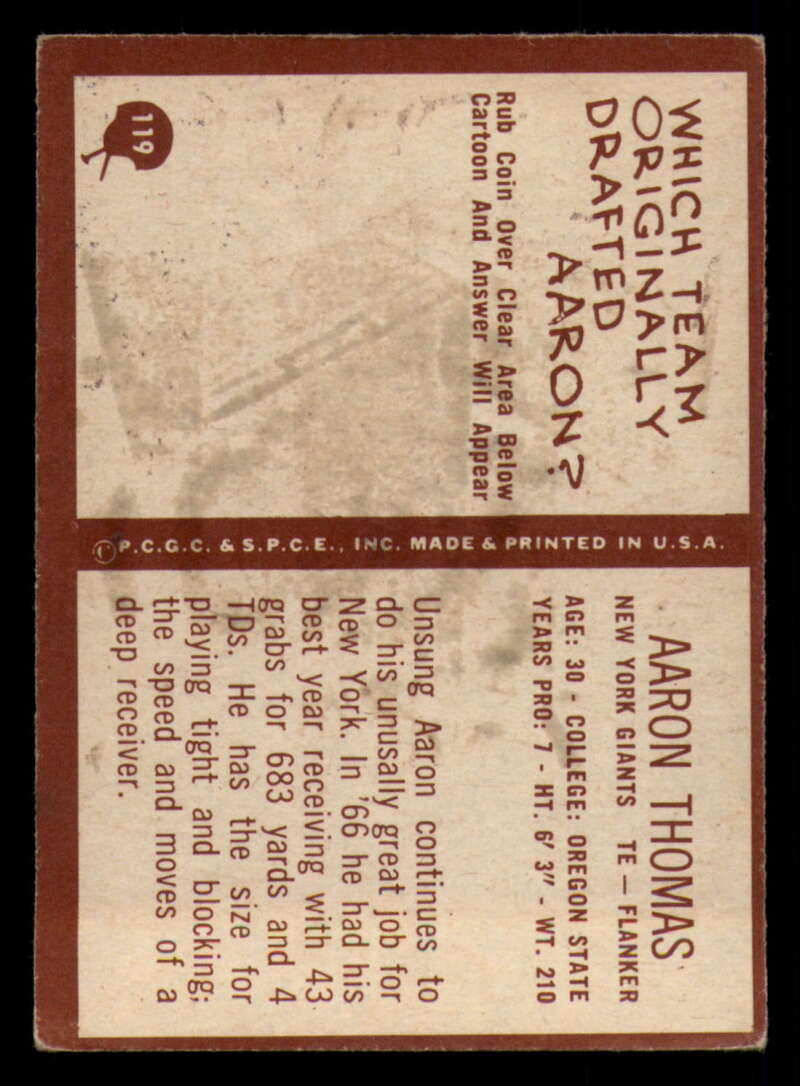 WHICH TEAM
ORIGINALLY
DRAFTED
AARON?
Rub Coin Over Clear Area Below
Cartoon And Answer Will Appear
119
©P.C.G.C. & S.P.C.E., INC. MADE & PRINTED IN U.S.A.
AARON THOMAS
NEW YORK GIANTS TE — FLANKER
AGE: 30 - COLLEGE: OREGON STATE
YEARS PRO: 7 - HT. 6' 3" - WT. 210
Unsung Aaron continues to
do his unusally great job for
New York. In '66 he had his
best year receiving with 43
grabs for 683 yards and 4
TDs. He has the size for
playing tight and blocking;
the speed and moves of a
deep receiver.